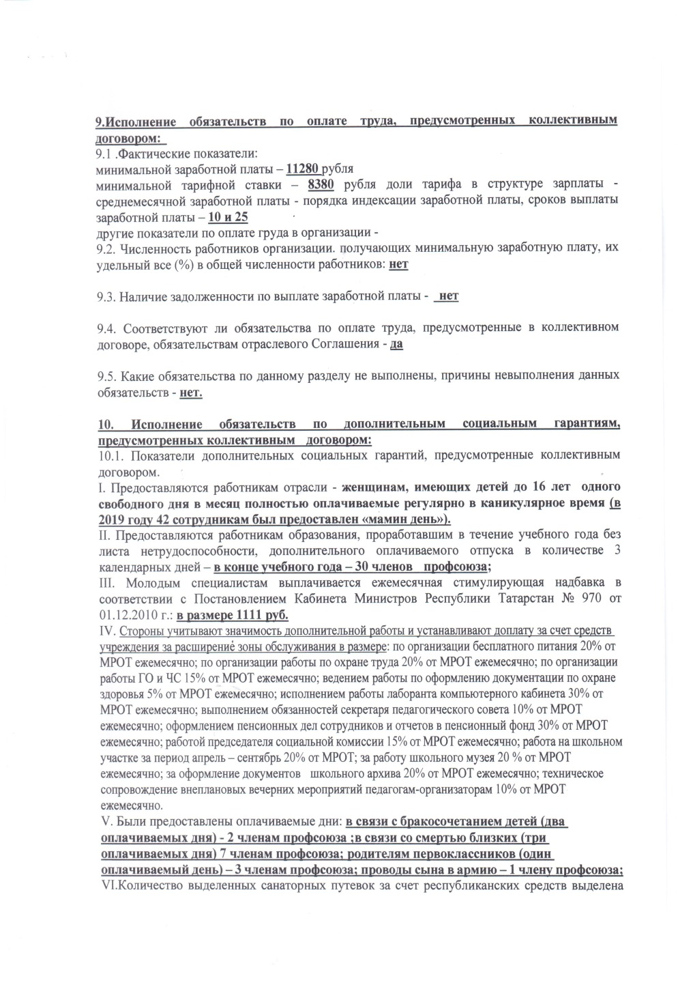 9.Исполнение обязательств по оплате труда, предусмотренных коллективным
договором:
9.1 .Фактические показатели:
минимальной заработной платы – 11280 рубля
минимальной тарифной ставки – 8380 рубля доли тарифа в структуре зарплаты -
среднемесячной заработной платы - порядка индексации заработной платы, сроков выплаты
заработной платы – 10 и 25
другие показатели по оплате груда в организации -
9.2. Численность работников организации. получающих минимальную заработную плату, их
удельный все (%) в общей численности работников: нет
9.3. Наличие задолженности по выплате заработной платы - нет
9.4. Соответствуют ли обязательства по оплате труда, предусмотренные в коллективном
договоре, обязательствам отраслевого Соглашения - да
9.5. Какие обязательства по данному разделу не выполнены, причины невыполнения данных
обязательств - нет.
10. Исполнение обязательств по дополнительным социальным гарантиям,
предусмотренных коллективным договором:
10.1. Показатели дополнительных социальных гарантий, предусмотренные коллективным
договором.
I. Предоставляются работникам отрасли - женщинам, имеющих детей до 16 лет одного
свободного дня в месяц полностью оплачиваемые регулярно в каникулярное время (в
2019 году 42 сотрудникам был предоставлен «мамин день»).
II. Предоставляются работникам образования, проработавшим в течение учебного года без
листа нетрудоспособности, дополнительного оплачиваемого отпуска в количестве 3
календарных дней – в конце учебного года – 30 членов профсоюза;
III. Молодым специалистам выплачивается ежемесячная стимулирующая надбавка в
соответствии с Постановлением Кабинета Министров Республики Татарстан № 970 от
01.12.2010 г.: в размере 1111 руб.
IV. Стороны учитывают значимость дополнительной работы и устанавливают доплату за счет средств
учреждения за расширение зоны обслуживания в размере: по организации бесплатного питания 20% от
МРОТ ежемесячно; по организации работы по охране труда 20% от МРОТ ежемесячно; по организации
работы ГО и ЧС 15% от МРОТ ежемесячно; ведением работы по оформлению документации по охране
здоровья 5% от МРОТ ежемесячно; исполнением работы лаборанта компьютерного кабинета 30% от
МРОТ ежемесячно; выполнением обязанностей секретаря педагогического совета 10% от МРОТ
ежемесячно; оформлением пенсионных дел сотрудников и отчетов в пенсионный фонд 30% от МРОТ
ежемесячно; работой председателя социальной комиссии 15% от МРОТ ежемесячно; работа на школьном
участке за период апрель – сентябрь 20% от МРОТ; за работу школьного музея 20 % от МРОТ
ежемесячно; за оформление документов школьного архива 20% от МРОТ ежемесячно; техническое
сопровождение внеплановых вечерних мероприятий педагогам-организаторам 10% от МРОТ
ежемесячно.
V. Были предоставлены оплачиваемые дни: в связи с бракосочетанием детей (два
оплачиваемых дня) - 2 членам профсоюза ;в связи со смертью близких (три
оплачиваемых дня) 7 членам профсоюза; родителям первоклассников (один
оплачиваемый день) – 3 членам профсоюза; проводы сына в армию – 1 члену профсоюза;
VI.Количество выделенных санаторных путевок за счет республиканских средств выделена